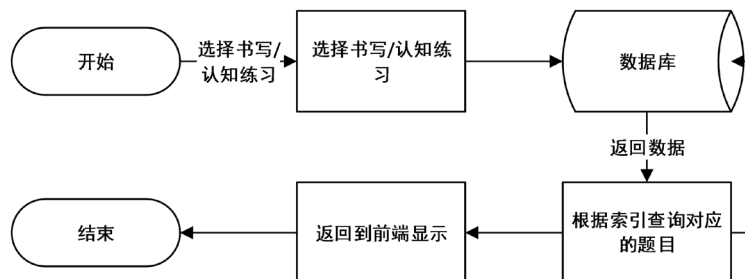 开始
选择书写/
认知练习
选择书写/认知练
习
数据库
返回数据
结束
返回到前端显示
根据索引查询对应
的题目